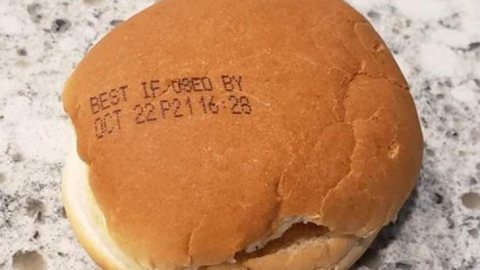 BEST IF USED BY
OCT 22 P21 16:28